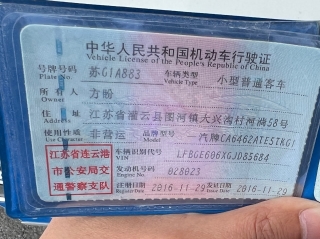 中华人民共和国机动车行驶证
Vehicle License of the People's Republic of China
号牌号码 苏G1A883 车辆类型 小型普通客车
Plate No. Vehicle Type
所有人 方盼
Owner
住址 江苏省灌云县图河镇大兴湾村河湖58号
Address
使用性质 非营运 品牌型号 一汽牌CA6462ATE5TKG1
Use Character Model
江苏省连云港
市公安局交
通警察支队
车辆识别代号 LFBGE606XGJD85684
VIN
发动机号码 028023
Engine No.
注册日期 2016-11-29 发证日期 2016-11-29
Register Date Issue Date